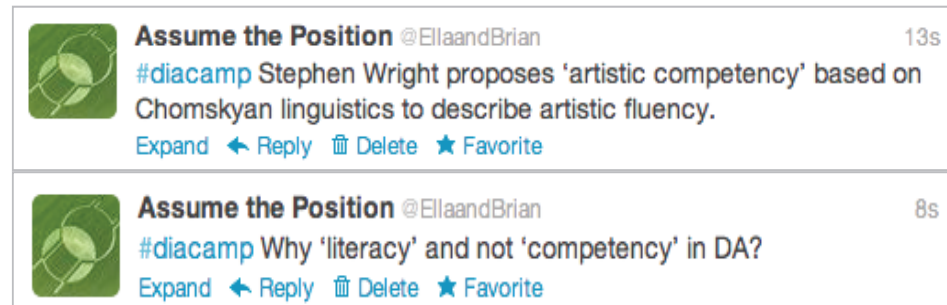 Assume the Position @EllaandBrian 13s
#diacamp Stephen Wright proposes ‘artistic competency’ based on
Chomskyan linguistics to describe artistic fluency.
Expand Reply Delete Favorite
Assume the Position @EllaandBrian 8s
#diacamp Why ‘literacy’ and not ‘competency’ in DA?
Expand Reply Delete Favorite